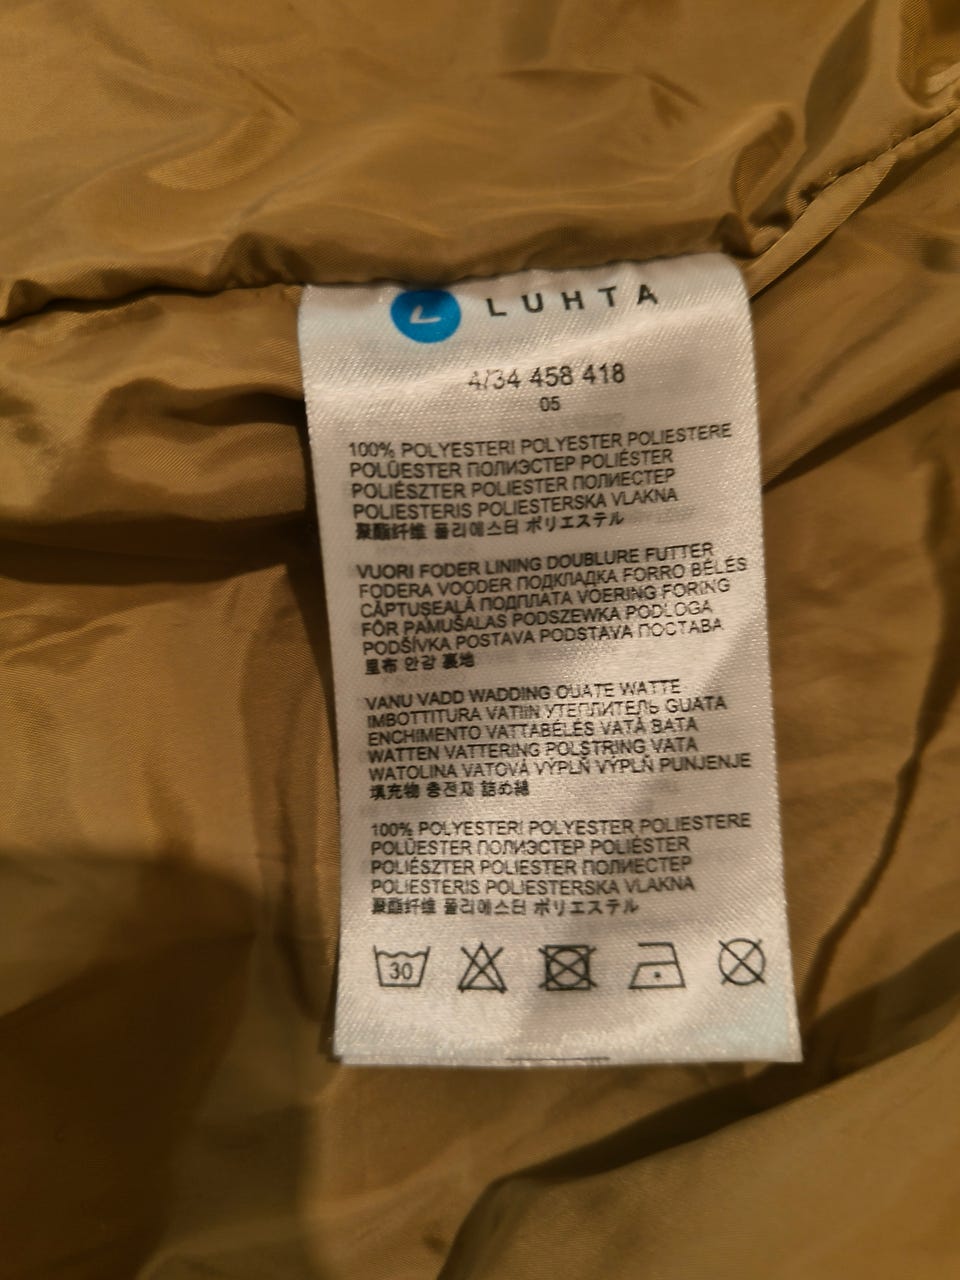 LUHTA
4/34 458 418
05
100% POLYESTERI POLYESTER POLIESTERE
POLÜESTER ПОЛИЭСТЕР POLIÉSTER
POLIÉSZTER POLIESTER ПОЛИЕСТЕР
POLIESTERIS POLIESTERSKA VLAKNA
聚酯纤维 폴리에스터 ポリエステル
VUORI FODER LINING DOUBLURE FUTTER
FODERA VOODER ПОДКЛАДКА FORRO BÉLÉS
CĂPTUȘEALĂ ПОДПЛАТА VOERING FORING
FÔR PAMUŠALAS PODSZEWKA PODLOGA
PODŠÍVKA POSTAVA PODSTAVA ПОСТАВА
里布 안감 裏地
VANU VADD WADDING OUATE WATTE
IMBOTTITURA VATIIN УТЕПЛИТЕЛЬ GUATA
ENCHIMENTO VATTABÉLÉS VATĂ ВАТА
WATTEN VATTERING POLSTRING VATA
WATOLINA VATOVÁ VÝPLŇ VÝPLŇ PUNJENJE
填充物 충전재 詰め綿
100% POLYESTERI POLYESTER POLIESTERE
POLÜESTER ПОЛИЭСТЕР POLIÉSTER
POLIÉSZTER POLIESTER ПОЛИЕСТЕР
POLIESTERIS POLIESTERSKA VLAKNA
聚酯纤维 폴리에스터 ポリエステル
30